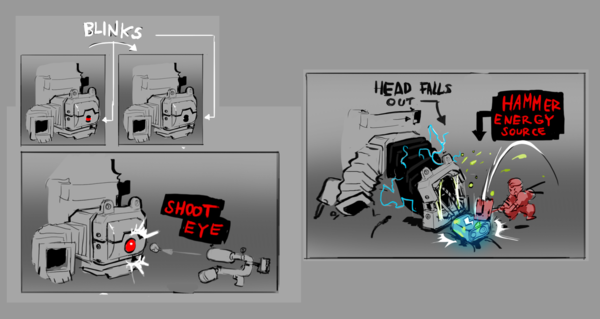 BLINKS
SHOOT
EYE
HEAD FALLS
OUT
HAMMER
ENERGY
SOURCE